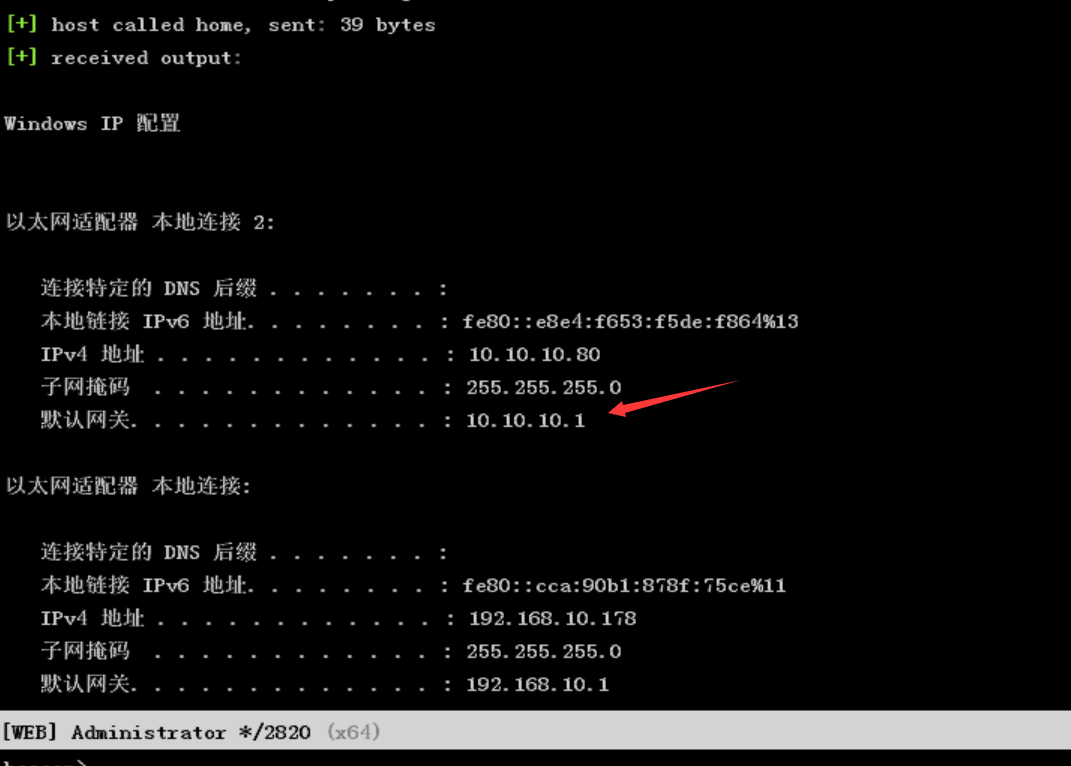 [+] host called home, sent: 39 bytes
[+] received output:
Windows IP 配置
以太网适配器 本地连接 2:
连接特定的 DNS 后缀 . . . . . . . :
本地链接 IPv6 地址. . . . . . . . : fe80::e8e4:f653:f5de:f864%13
IPv4 地址 . . . . . . . . . . . . : 10.10.10.80
子网掩码 . . . . . . . . . . . . : 255.255.255.0
默认网关. . . . . . . . . . . . . : 10.10.10.1
以太网适配器 本地连接:
连接特定的 DNS 后缀 . . . . . . . :
本地链接 IPv6 地址. . . . . . . . : fe80::cca:90b1:878f:75ce%11
IPv4 地址 . . . . . . . . . . . . : 192.168.10.178
子网掩码 . . . . . . . . . . . . : 255.255.255.0
默认网关. . . . . . . . . . . . . : 192.168.10.1
[WEB] Administrator */2820 (x64)